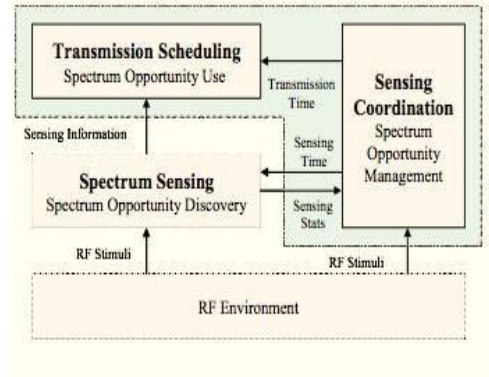 Transmission Scheduling
Spectrum Opportunity Use
Sensing
Coordination
Spectrum
Opportunity
Management
Transmission
Time
Sensing Information
Sensing
Time
Spectrum Sensing
Spectrum Opportunity Discovery
Sensing
Stats
RF Stimuli
RF Stimuli
RF Environment